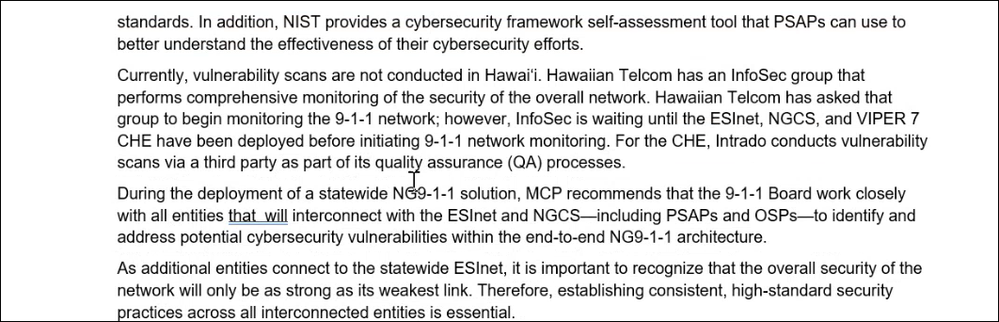 standards. In addition, NIST provides a cybersecurity framework self-assessment tool that PSAPs can use to
better understand the effectiveness of their cybersecurity efforts.
Currently, vulnerability scans are not conducted in Hawaiʻi. Hawaiian Telcom has an InfoSec group that
performs comprehensive monitoring of the security of the overall network. Hawaiian Telcom has asked that
group to begin monitoring the 9-1-1 network; however, InfoSec is waiting until the ESInet, NGCS, and VIPER 7
CHE have been deployed before initiating 9-1-1 network monitoring. For the CHE, Intrado conducts vulnerability
scans via a third party as part of its quality assurance (QA) processes.
During the deployment of a statewide NG9-1-1 solution, MCP recommends that the 9-1-1 Board work closely
with all entities that  will interconnect with the ESInet and NGCS—including PSAPs and OSPs—to identify and
address potential cybersecurity vulnerabilities within the end-to-end NG9-1-1 architecture.
As additional entities connect to the statewide ESInet, it is important to recognize that the overall security of the
network will only be as strong as its weakest link. Therefore, establishing consistent, high-standard security
practices across all interconnected entities is essential.